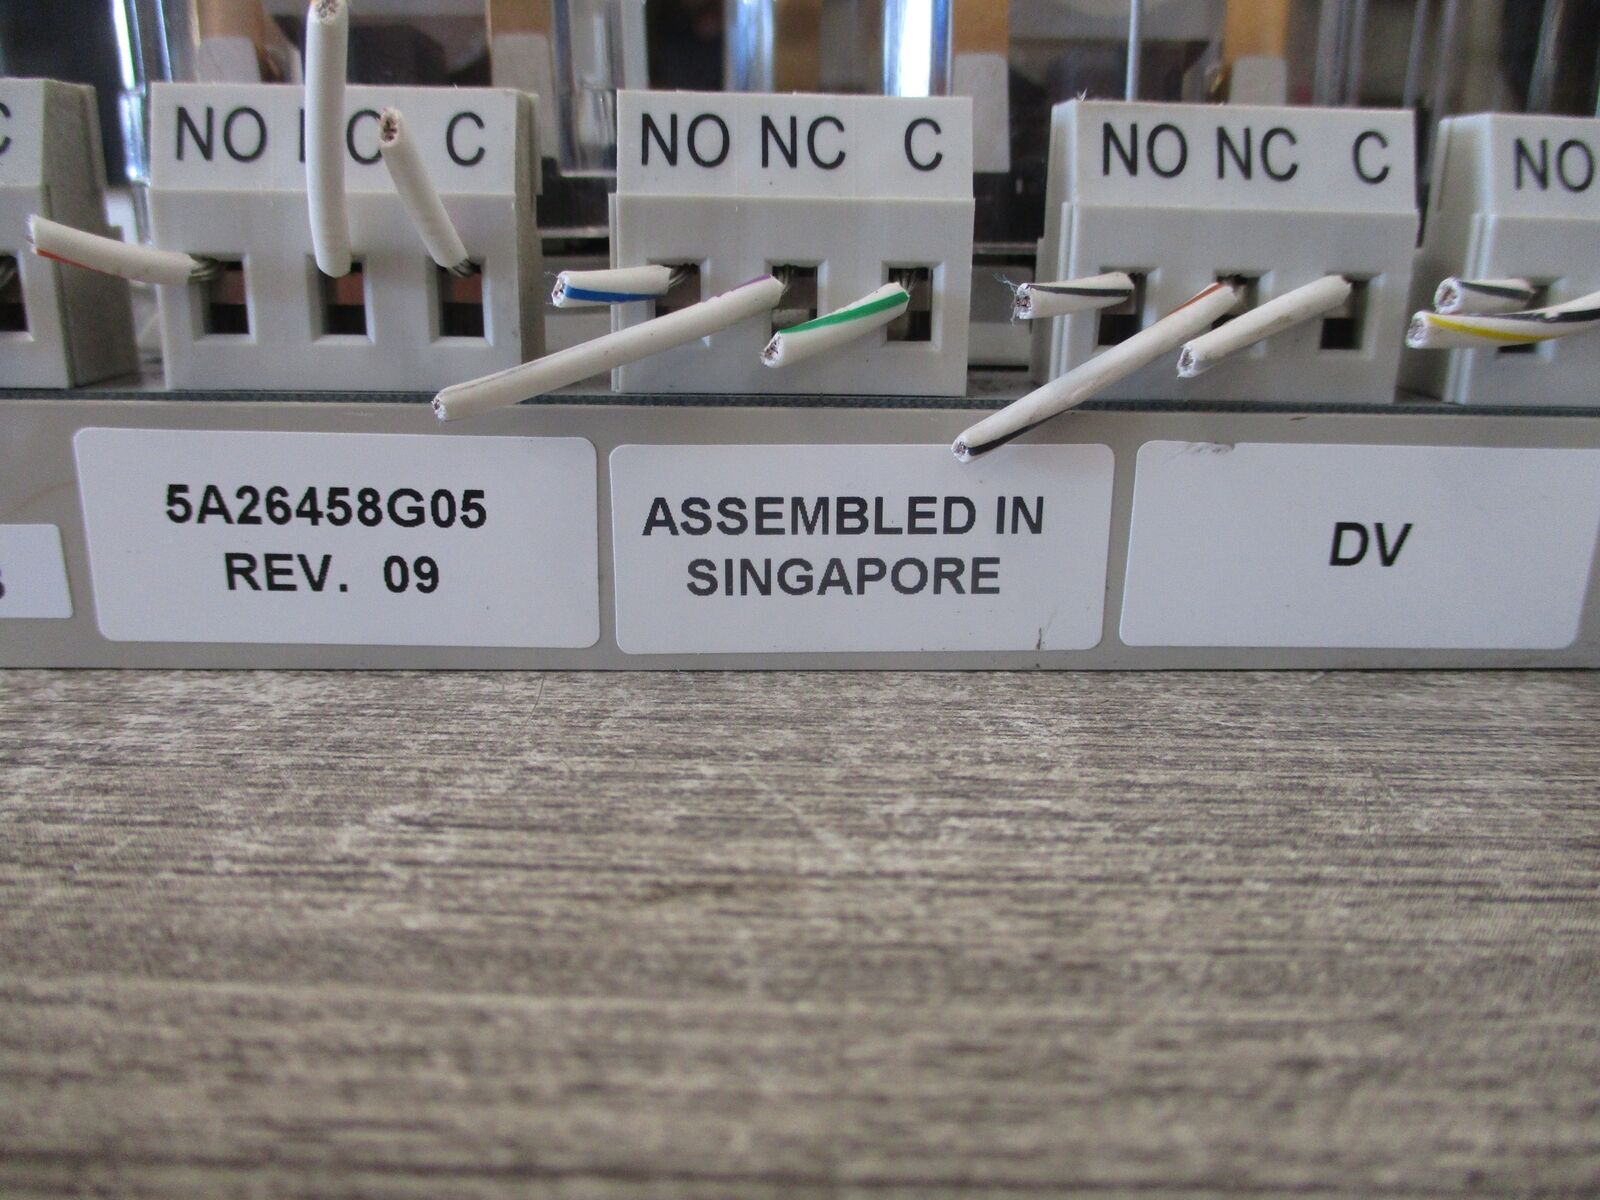 C
NO NC C
NO NC C
NO NC C
NO
5A26458G05
REV. 09
ASSEMBLED IN
SINGAPORE
DV